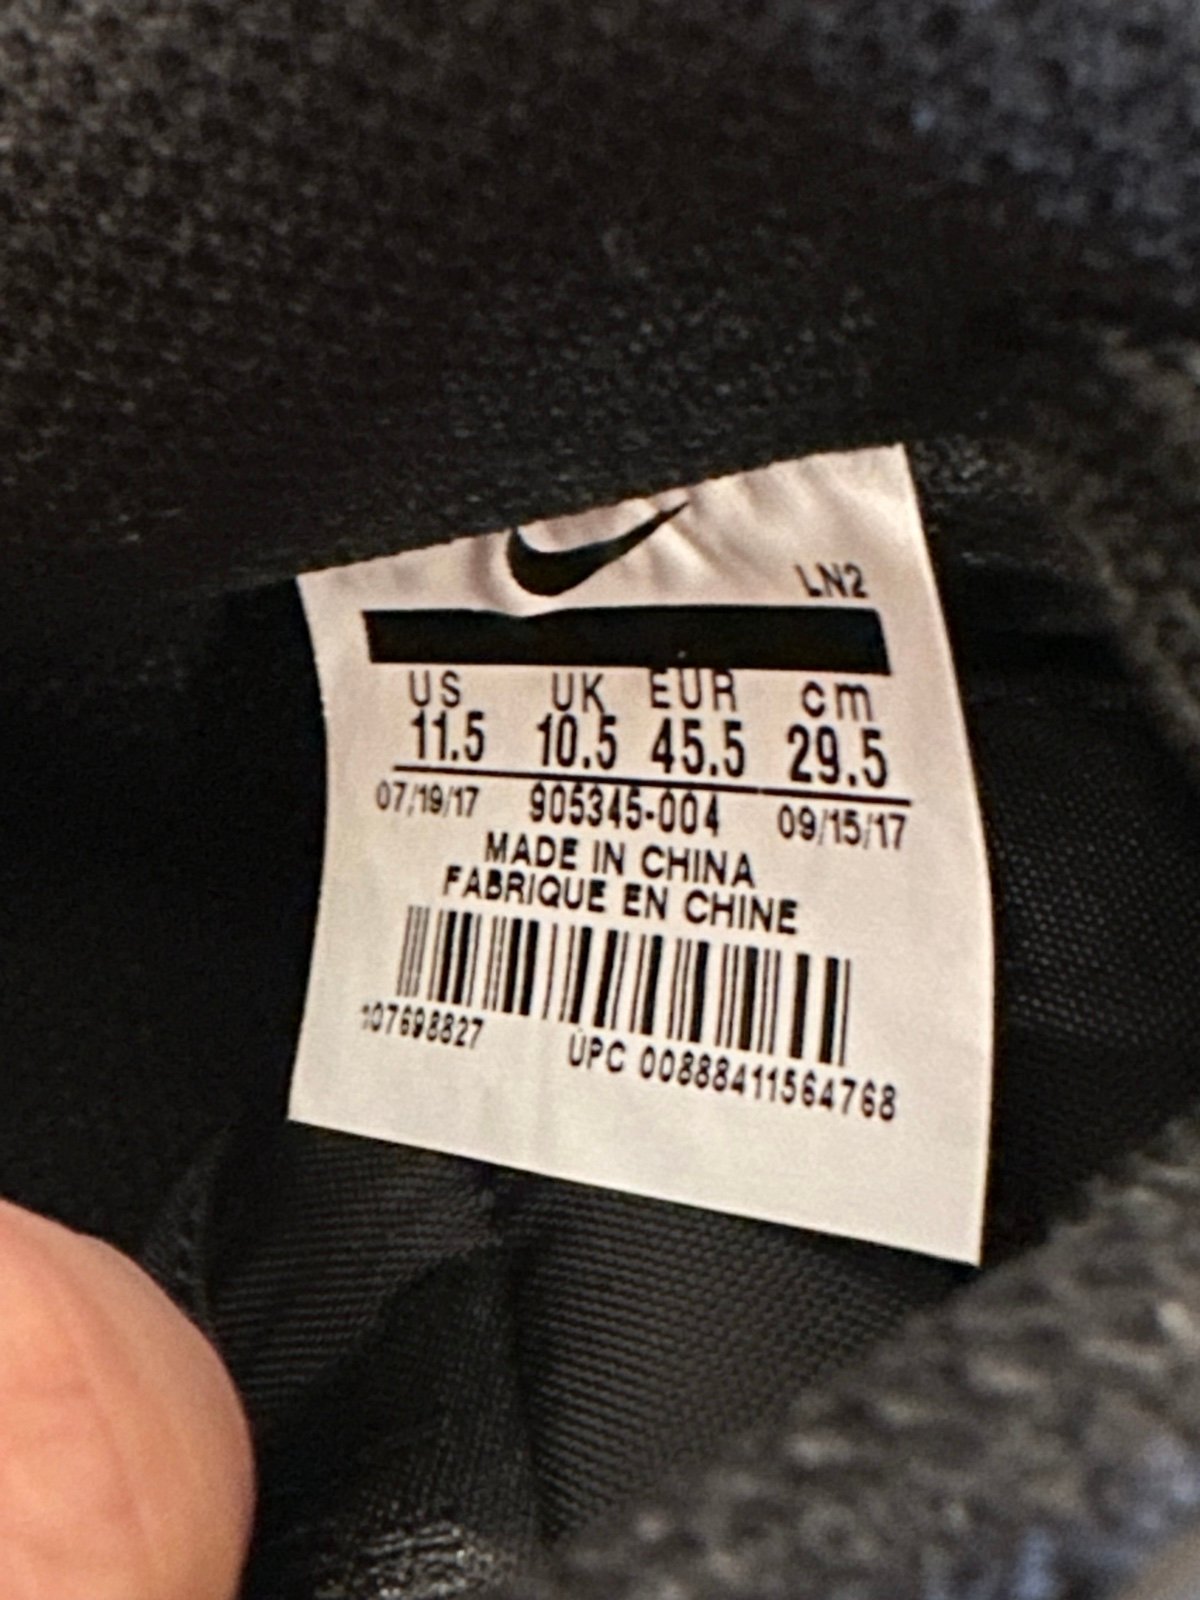 LN2
US UK EUR cm
11.5 10.5 45.5 29.5
07/19/17 905345-004 09/15/17
MADE IN CHINA
FABRIQUE EN CHINE
107698827 UPC 00888411564768